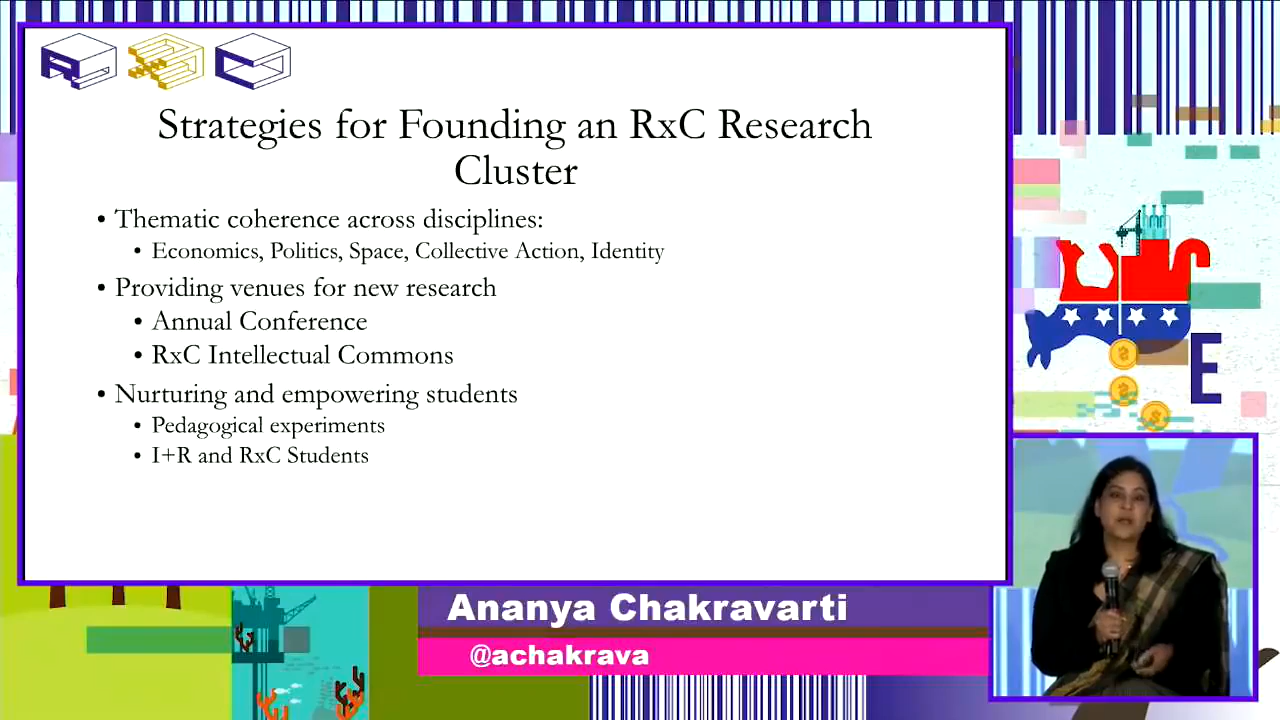 RXC
Strategies for Founding an RxC Research
Cluster
• Thematic coherence across disciplines:
• Economics, Politics, Space, Collective Action, Identity
• Providing venues for new research
• Annual Conference
• RxC Intellectual Commons
• Nurturing and empowering students
• Pedagogical experiments
• I+R and RxC Students
E
Ananya Chakravarti
@achakrava